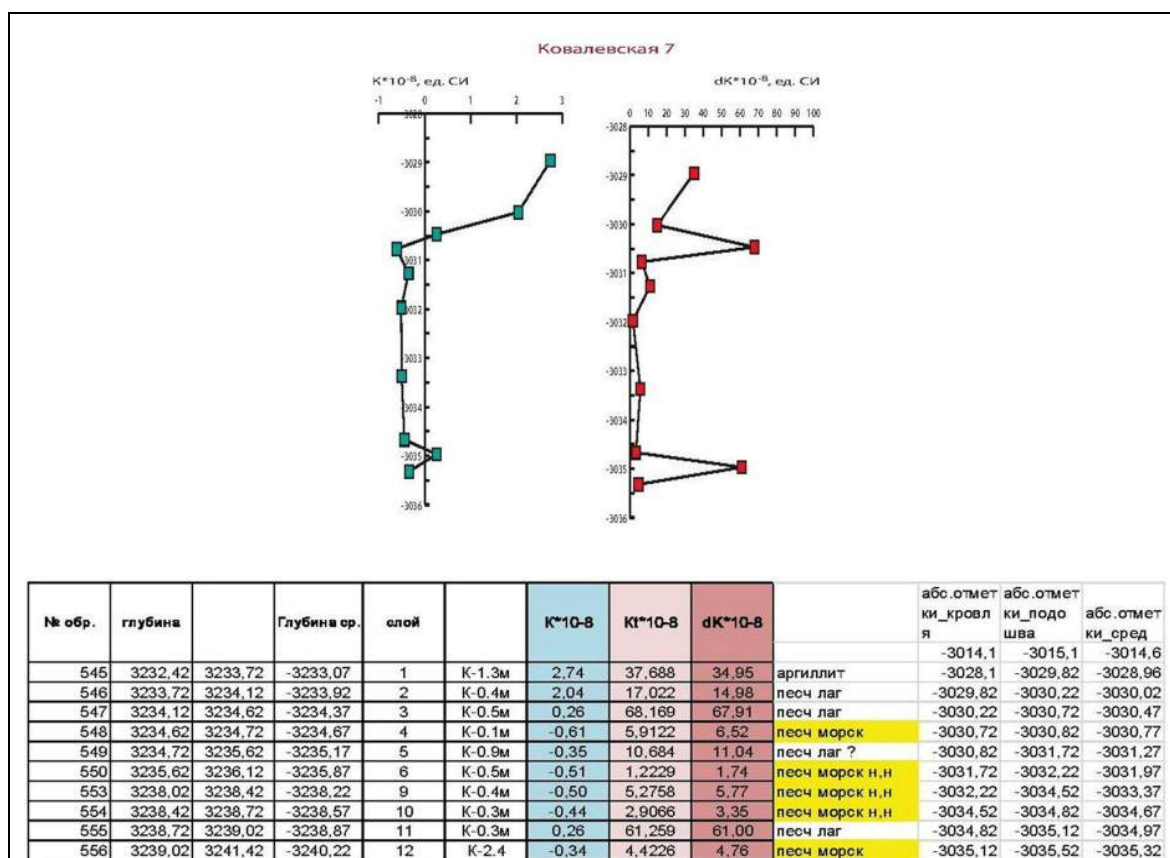 Ковалевская 7
К*10-8, ед. СИ
dК*10-8, ед. СИ
-1 0 1 2 3
0 10 20 30 40 50 60 70 80 90 100
-3028
-3029
-3030
-3031
-3032
-3033
-3034
-3035
-3036
-3028
-3029
-3030
-3031
-3032
-3033
-3034
-3035
-3036
№ обр. глубина Глубина ср. слой К*10-8 Kt*10-8 dK*10-8 абс.отметки_кровля абс.отметки_подошва абс.отметки_сред
-3014,1 -3015,1 -3014,6
545 3232,42 3233,72 -3233,07 1 К-1.3м 2,74 37,688 34,95 аргиллит -3028,1 -3029,82 -3028,96
546 3233,72 3234,12 -3233,92 2 К-0.4м 2,04 17,022 14,98 песч лаг -3029,82 -3030,22 -3030,02
547 3234,12 3234,62 -3234,37 3 К-0.5м 0,26 68,169 67,91 песч лаг -3030,22 -3030,72 -3030,47
548 3234,62 3234,72 -3234,67 4 К-0.1м -0,61 5,9122 6,52 песч морск -3030,72 -3030,82 -3030,77
549 3234,72 3235,62 -3235,17 5 К-0.9м -0,35 10,684 11,04 песч лаг ? -3030,82 -3031,72 -3031,27
550 3235,62 3236,12 -3235,87 6 К-0.5м -0,51 1,2229 1,74 песч морск н,н -3031,72 -3032,22 -3031,97
553 3238,02 3238,42 -3238,22 9 К-0.4м -0,50 5,2758 5,77 песч морск н,н -3032,22 -3034,52 -3033,37
554 3238,42 3238,72 -3238,57 10 К-0.3м -0,44 2,9066 3,35 песч морск н,н -3034,52 -3034,82 -3034,67
555 3238,72 3239,02 -3238,87 11 К-0.3м 0,26 61,259 61,00 песч лаг -3034,82 -3035,12 -3034,97
556 3239,02 3241,42 -3240,22 12 К-2.4 -0,34 4,4226 4,76 песч морск -3035,12 -3035,52 -3035,32